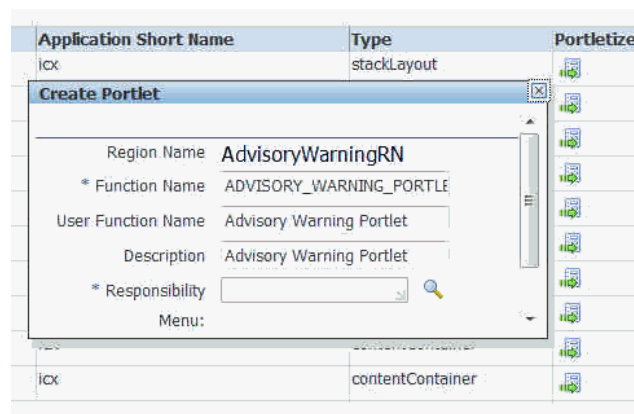 Application Short Name Type Portletize
icx stackLayout
Create Portlet
Region Name AdvisoryWarningRN
* Function Name ADVISORY_WARNING_PORTLE
User Function Name Advisory Warning Portlet
Description Advisory Warning Portlet
* Responsibility
Menu:
icx contentContainer